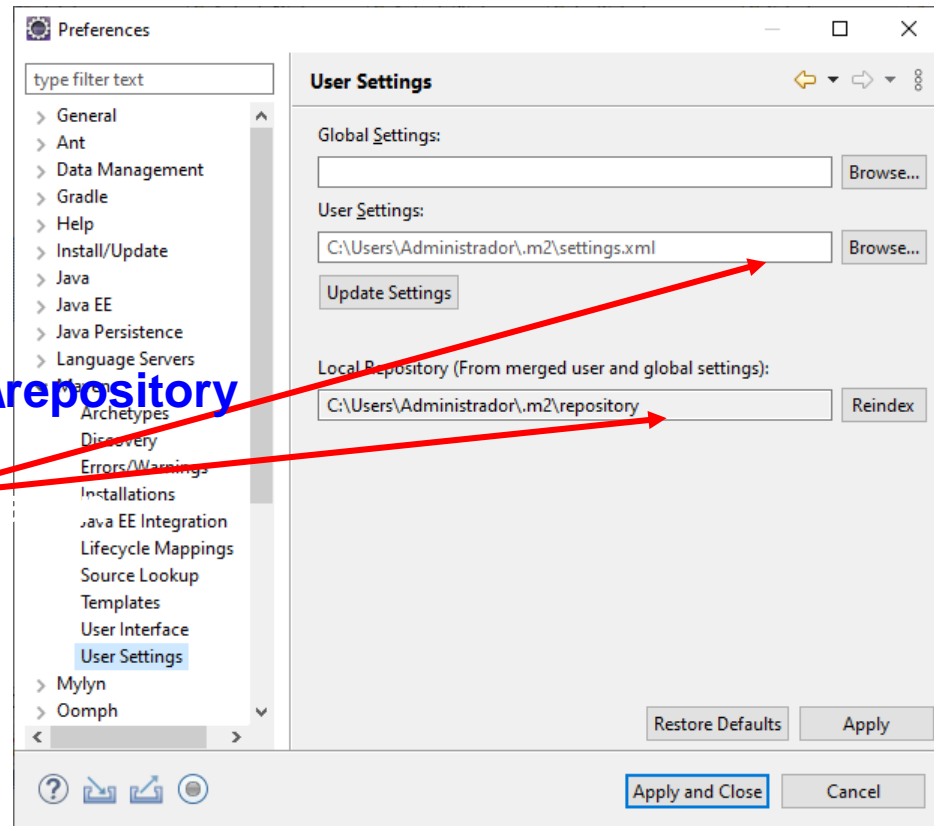 Preferences
type filter text
General
Ant
Data Management
Gradle
Help
Install/Update
Java
Java EE
Java Persistence
Language Servers
Maven
Archetypes
Discovery
Errors/Warnings
Installations
Java EE Integration
Lifecycle Mappings
Source Lookup
Templates
User Interface
User Settings
Mylyn
Oomph
\repository
User Settings
Global Settings:
Browse...
User Settings:
C:\Users\Administrador\.m2\settings.xml
Browse...
Update Settings
Local Repository (From merged user and global settings):
C:\Users\Administrador\.m2\repository
Reindex
Restore Defaults
Apply
Apply and Close
Cancel